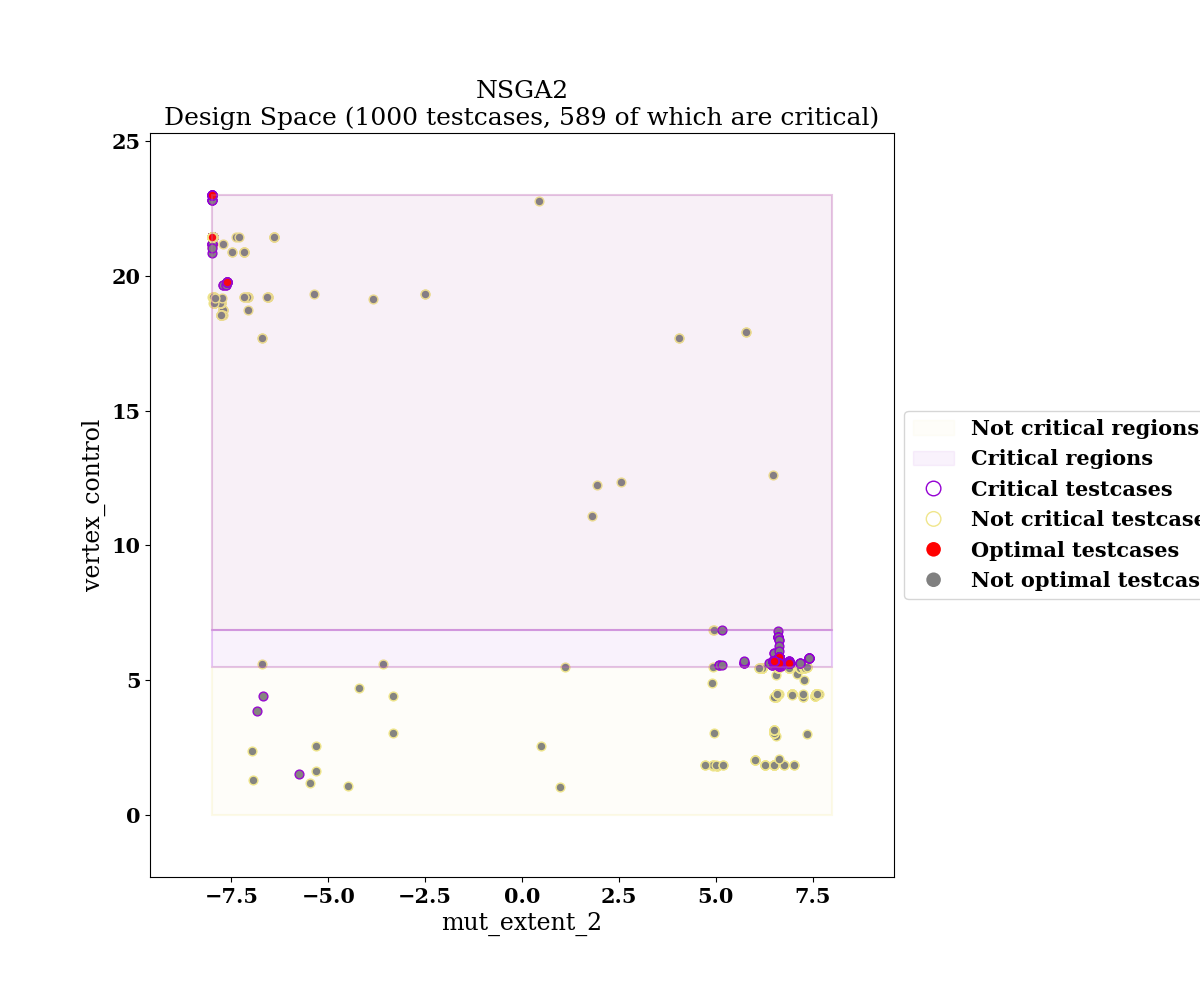 NSGA2
Design Space (1000 testcases, 589 of which are critical)
25
20
15
10
5
0
vertex_control
−7.5
−5.0
−2.5
0.0
2.5
5.0
7.5
mut_extent_2
Not critical regions
Critical regions
Critical testcases
Not critical testcase
Optimal testcases
Not optimal testcas